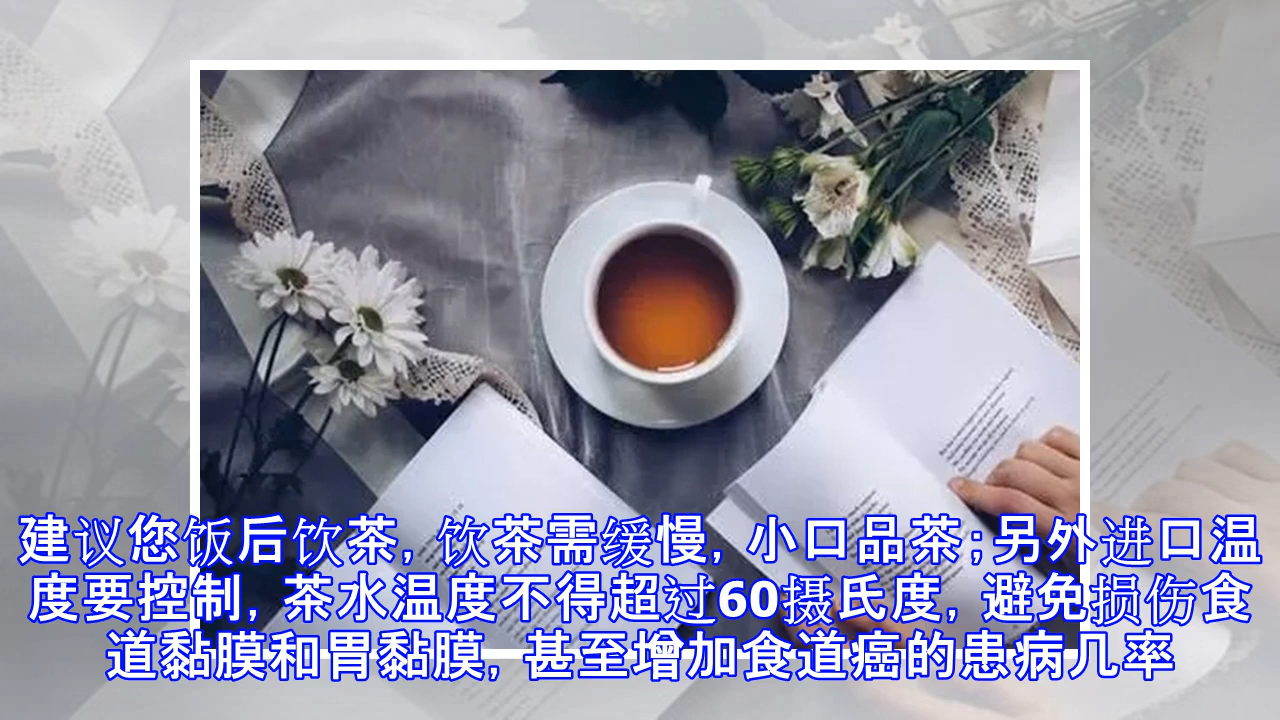 建议您饭后饮茶, 饮茶需缓慢, 小口品茶;另外进口温
度要控制, 茶水温度不得超过60摄氏度, 避免损伤食
道黏膜和胃黏膜, 甚至增加食道癌的患病几率